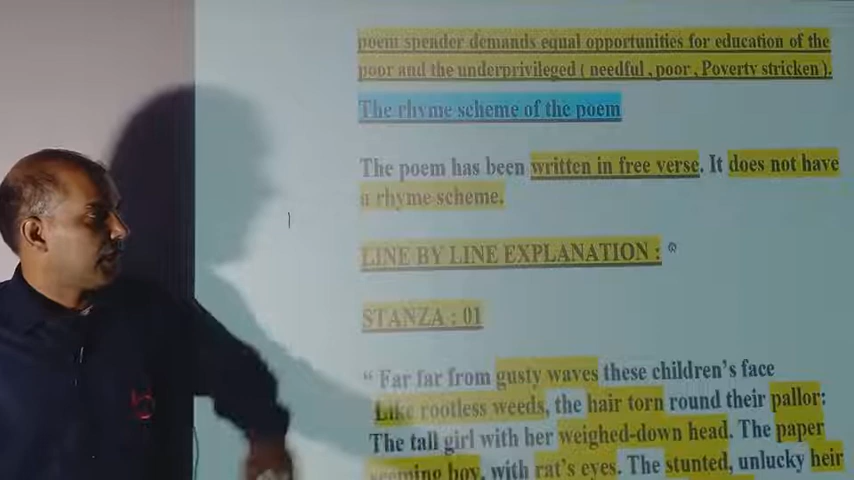 poem spender demands equal opportunities for education of the
poor and the underprivileged ( needful , poor , Poverty stricken ).
The rhyme scheme of the poem
The poem has been written in free verse. It does not have
a rhyme scheme.
LINE BY LINE EXPLANATION :
STANZA : 01
“ Far far from gusty waves these children’s face
Like rootless weeds, the hair torn round their pallor:
The tall girl with her weighed-down head. The paper
seeming boy, with rat’s eyes. The stunted, unlucky heir